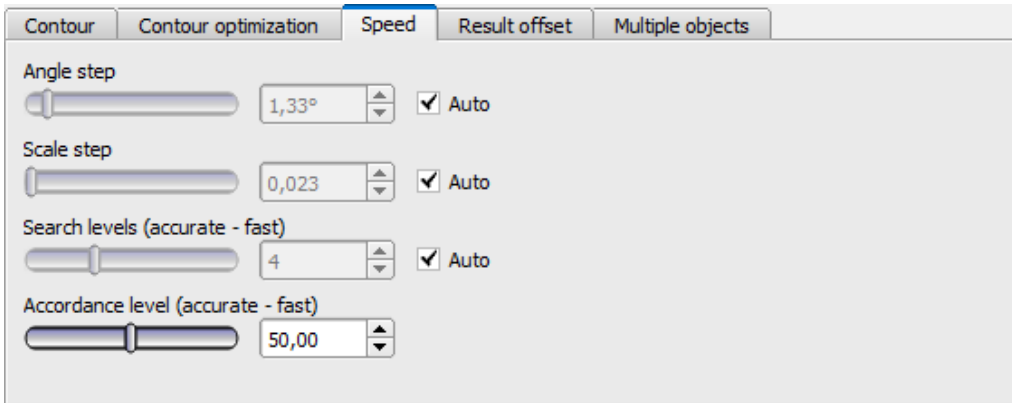 Contour Contour optimization Speed Result offset Multiple objects
Angle step
1,33° Auto
Scale step
0,023 Auto
Search levels (accurate - fast)
4 Auto
Accordance level (accurate - fast)
50,00